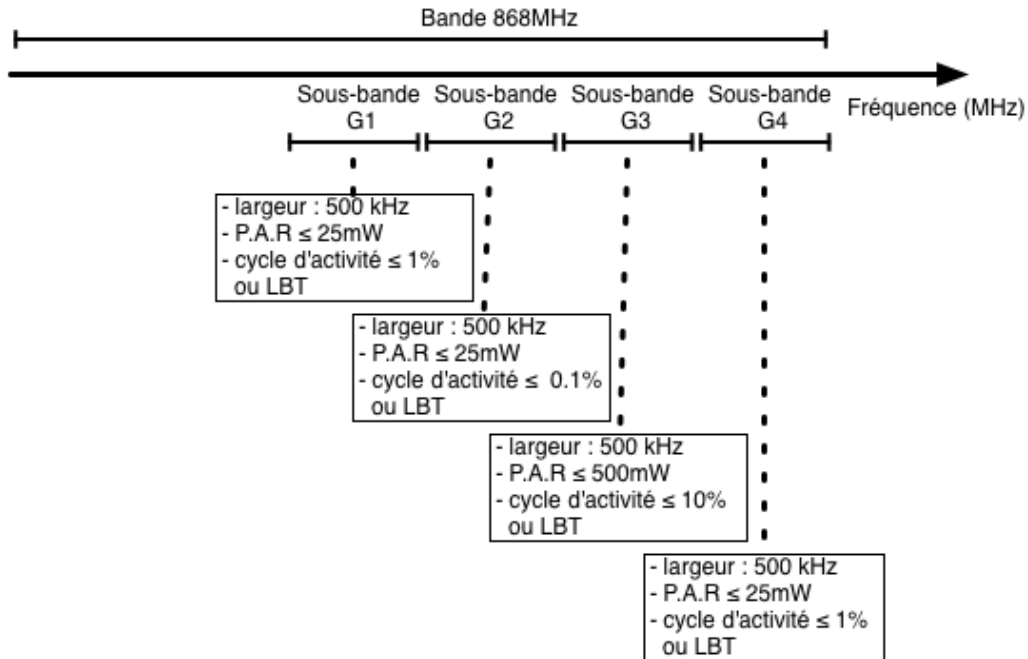 Bande 868MHz
Sous-bande G1
Sous-bande G2
Sous-bande G3
Sous-bande G4
Fréquence (MHz)
- largeur : 500 kHz
- P.A.R ≤ 25mW
- cycle d'activité ≤ 1%
ou LBT
- largeur : 500 kHz
- P.A.R ≤ 25mW
- cycle d'activité ≤ 0.1%
ou LBT
- largeur : 500 kHz
- P.A.R ≤ 500mW
- cycle d'activité ≤ 10%
ou LBT
- largeur : 500 kHz
- P.A.R ≤ 25mW
- cycle d'activité ≤ 1%
ou LBT